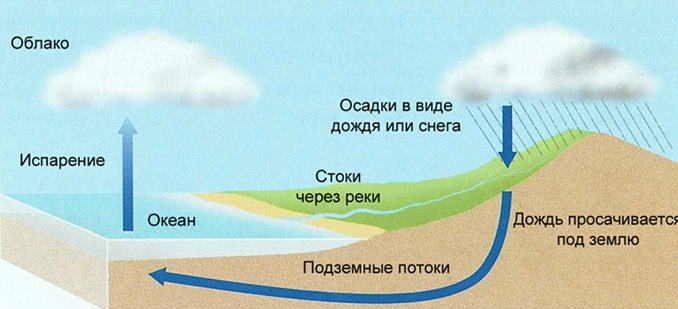 Облако
Осадки в виде
дождя или снега
Испарение
Стоки
через реки
Океан
Дождь просачивается
под землю
Подземные потоки